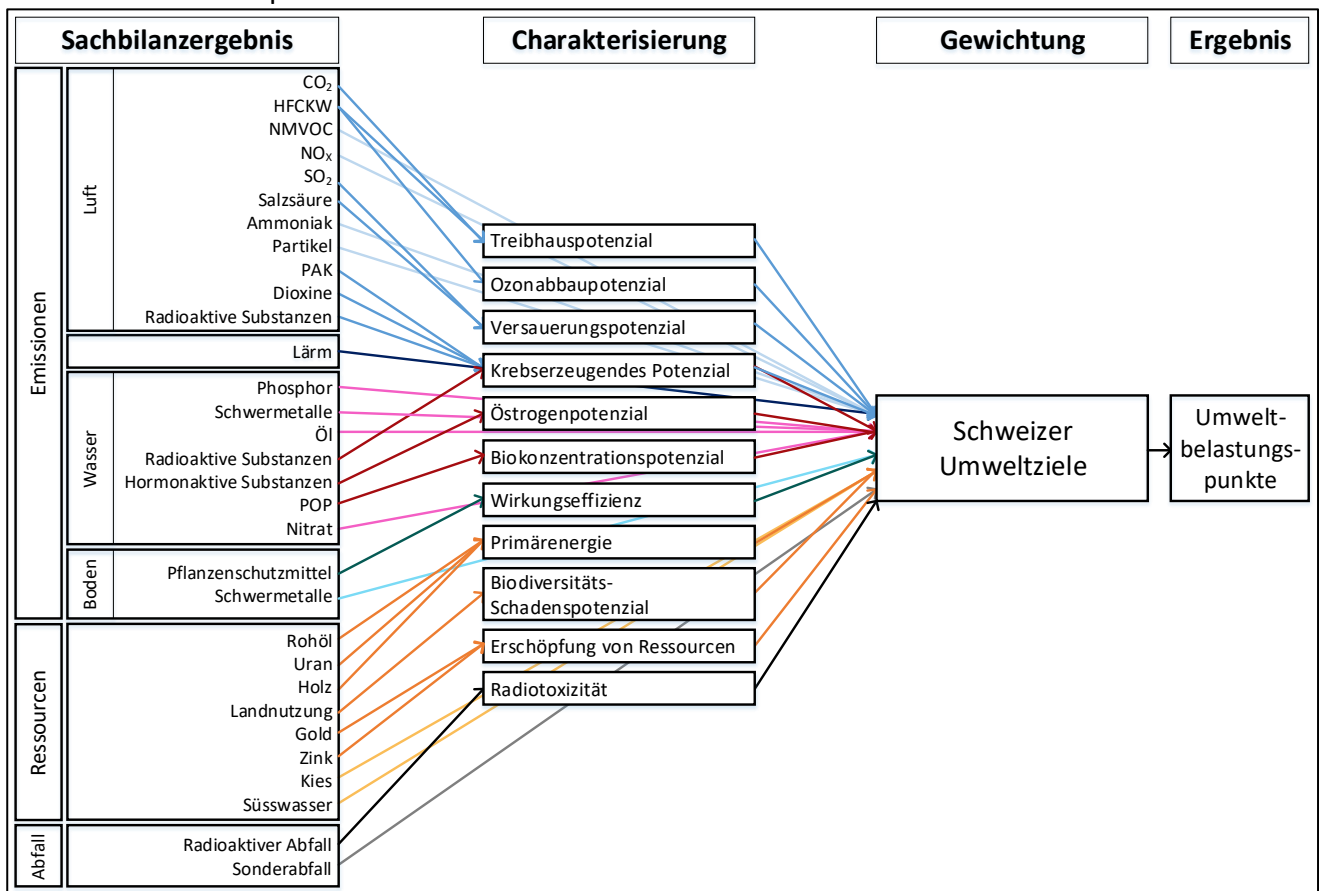 Sachbilanzergebnis
Charakterisierung
Gewichtung
Ergebnis
Emissionen
Luft
CO₂
HFCKW
NMVOC
NOₓ
SO₂
Salzsäure
Ammoniak
Partikel
PAK
Dioxine
Radioaktive Substanzen
Lärm
Wasser
Phosphor
Schwermetalle
Öl
Radioaktive Substanzen
Hormonaktive Substanzen
POP
Nitrat
Boden
Pflanzenschutzmittel
Schwermetalle
Ressourcen
Rohöl
Uran
Holz
Landnutzung
Gold
Zink
Kies
Süsswasser
Abfall
Radioaktiver Abfall
Sonderabfall
Treibhauspotenzial
Ozonabbaupotenzial
Versauerungspotenzial
Krebserzeugendes Potenzial
Östrogenpotenzial
Biokonzentrationspotenzial
Wirkungseffizienz
Primärenergie
Biodiversitäts-
Schadenspotenzial
Erschöpfung von Ressourcen
Radiotoxizität
Schweizer
Umweltziele
Umwelt-
belastungs-
punkte